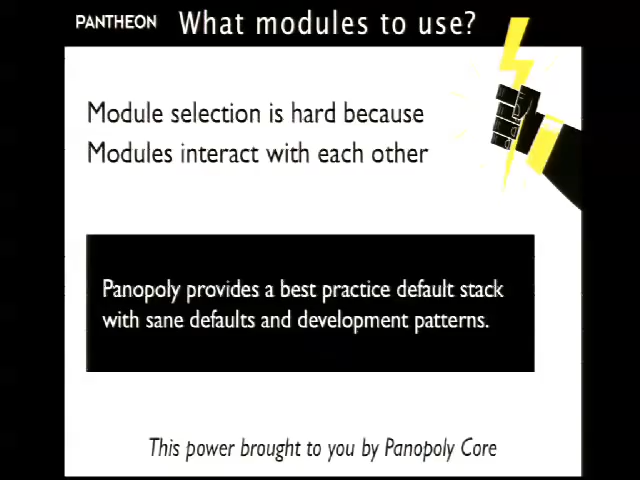 PANTHEON What modules to use?
Module selection is hard because
Modules interact with each other
Panopoly provides a best practice default stack
with sane defaults and development patterns.
This power brought to you by Panopoly Core